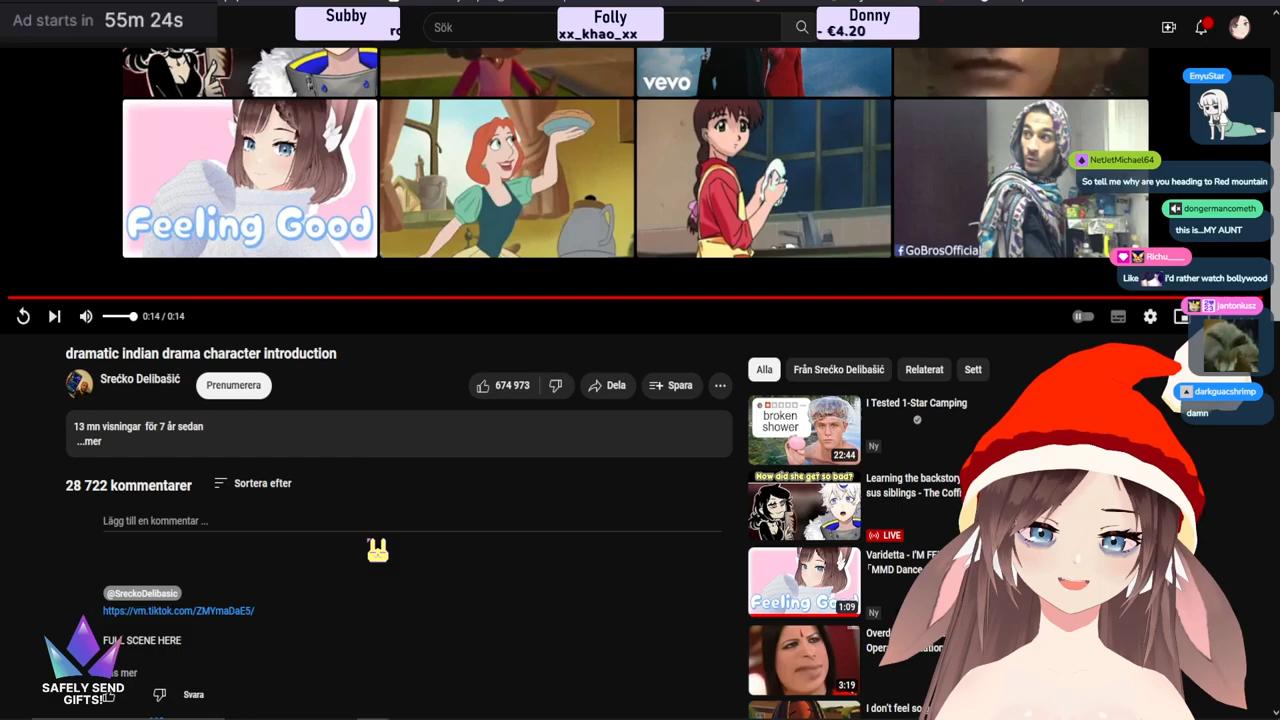 Ad starts in 55m 24s
Subby
Folly
xx_khao_xx
Donny
- €4.20
Sök
vevo
Feeling Good
GoBrosOfficial
EnyuStar
NetJetMichael64
So tell me why are you heading to Red mountain
dongermancometh
this is...MY AUNT
Richu____
Like i'd rather watch bollywood
jantoniusz
darkguacshrimp
damn
0:14 / 0:14
dramatic indian drama character introduction
Srećko Delibašić
Prenumerera
674 973
Dela
Spara
13 mn visningar för 7 år sedan
...mer
28 722 kommentarer
Sortera efter
Lägg till en kommentar ...
@SreckoDelibasic
https://vm.tiktok.com/ZMYmaDaE5/
FULL SCENE HERE
mer
Svara
SAFELY SEND
GIFTS!
Alla
Från Srećko Delibašić
Relaterat
Sett
broken
shower
22:44
I Tested 1-Star Camping
Ny
How did she get so bad?
Learning the backstory
sus siblings - The Coffi
LIVE
Feeling Good
1:09
Varidetta - I'M FE
「MMD Dance
Ny
3:19
Overd
Opera
I don't feel so